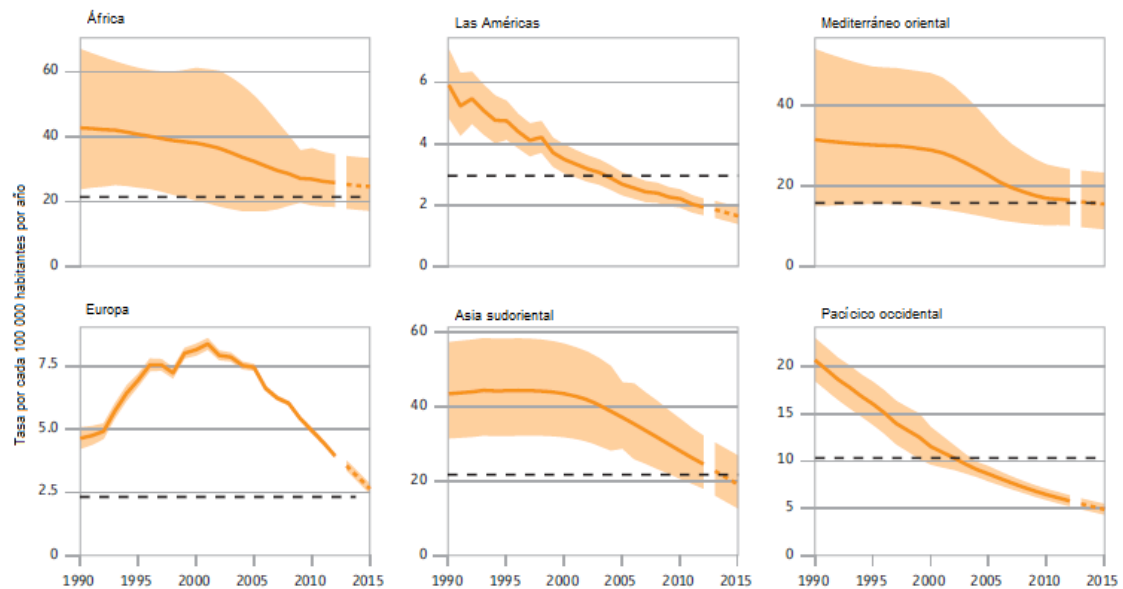 África
Las Américas
Mediterráneo oriental
60
40
20
0
6
4
2
0
40
20
0
Tasa por cada 100 000 habitantes por año
Europa
Asia sudoriental
Pacícico occidental
7.5
5.0
2.5
0
60
40
20
0
20
15
10
5
0
1990 1995 2000 2005 2010 2015
1990 1995 2000 2005 2010 2015
1990 1995 2000 2005 2010 2015